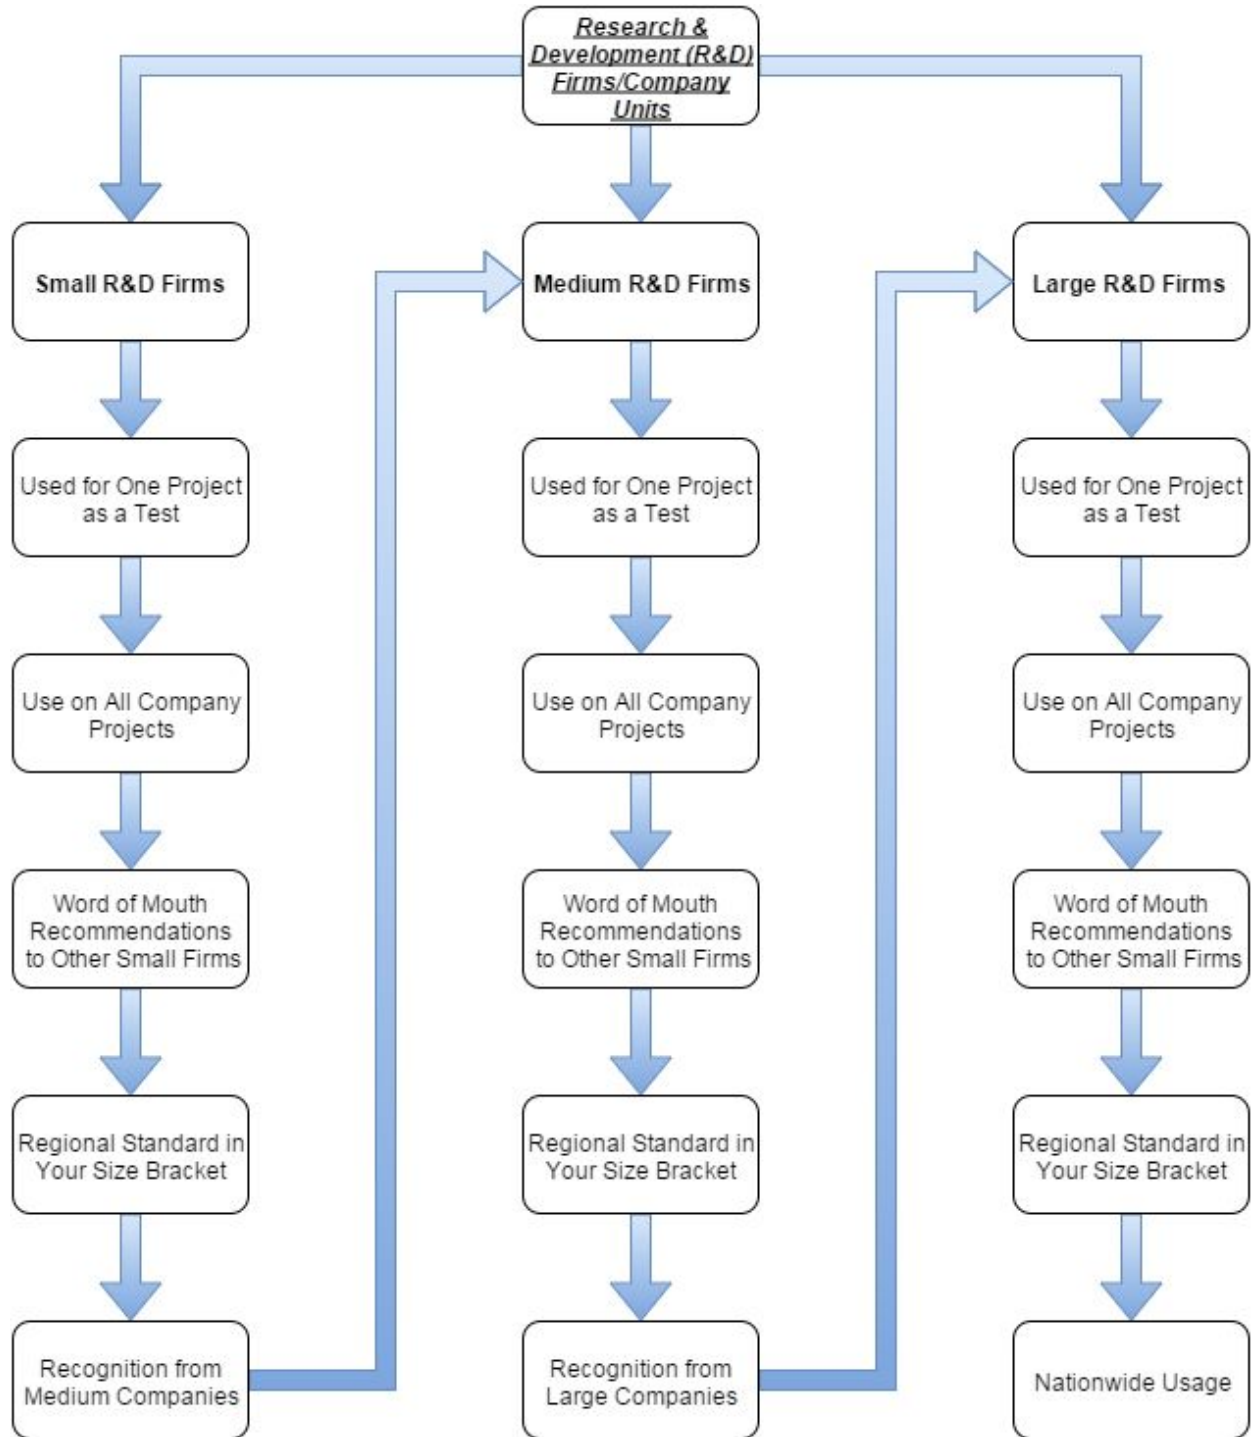 Research &
Development (R&D)
Firms/Company
Units
Small R&D Firms
Medium R&D Firms
Large R&D Firms
Used for One Project
as a Test
Used for One Project
as a Test
Used for One Project
as a Test
Use on All Company
Projects
Use on All Company
Projects
Use on All Company
Projects
Word of Mouth
Recommendations
to Other Small Firms
Word of Mouth
Recommendations
to Other Small Firms
Word of Mouth
Recommendations
to Other Small Firms
Regional Standard in
Your Size Bracket
Regional Standard in
Your Size Bracket
Regional Standard in
Your Size Bracket
Recognition from
Medium Companies
Recognition from
Large Companies
Nationwide Usage